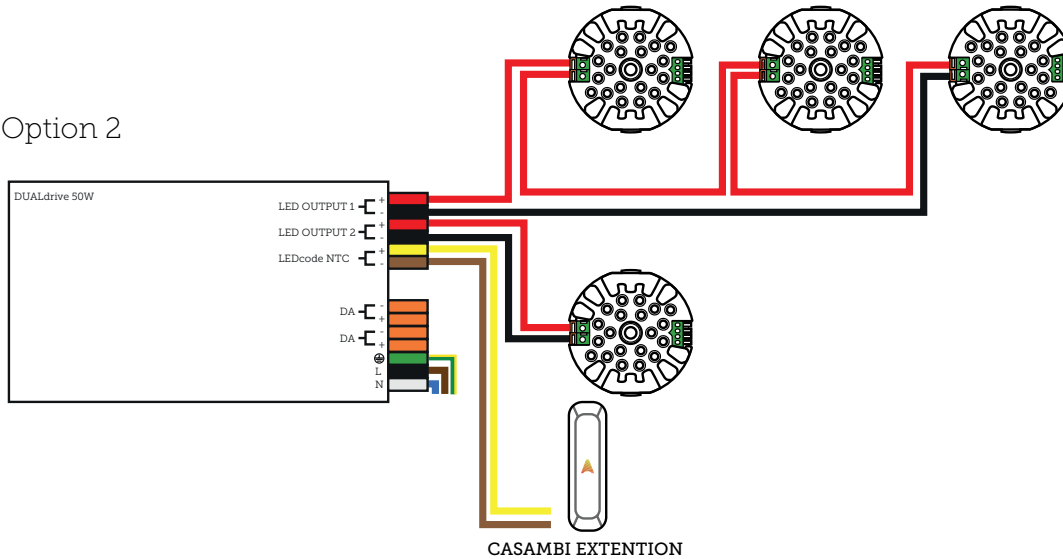 Option 2
DUALdrive 50W
LED OUTPUT 1 + -
LED OUTPUT 2 + -
LEDcode NTC + -
DA - +
DA - +
L
N
CASAMBI EXTENTION